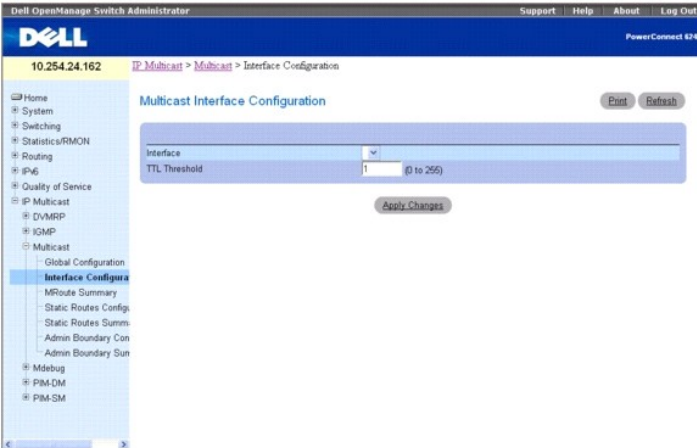 Dell OpenManage Switch Administrator
Support Help About Log Out
DELL
PowerConnect 624
10.254.24.162
IP Multicast > Multicast > Interface Configuration
Home
System
Switching
Statistics/RMON
Routing
IPv6
Quality of Service
IP Multicast
DVMRP
IGMP
Multicast
Global Configuration
Interface Configura
MRoute Summary
Static Routes Configu
Static Routes Summ
Admin Boundary Con
Admin Boundary Sum
Mdebug
PIM-DM
PIM-SM
Multicast Interface Configuration
Print Refresh
Interface
TTL Threshold 1 (0 to 255)
Apply Changes